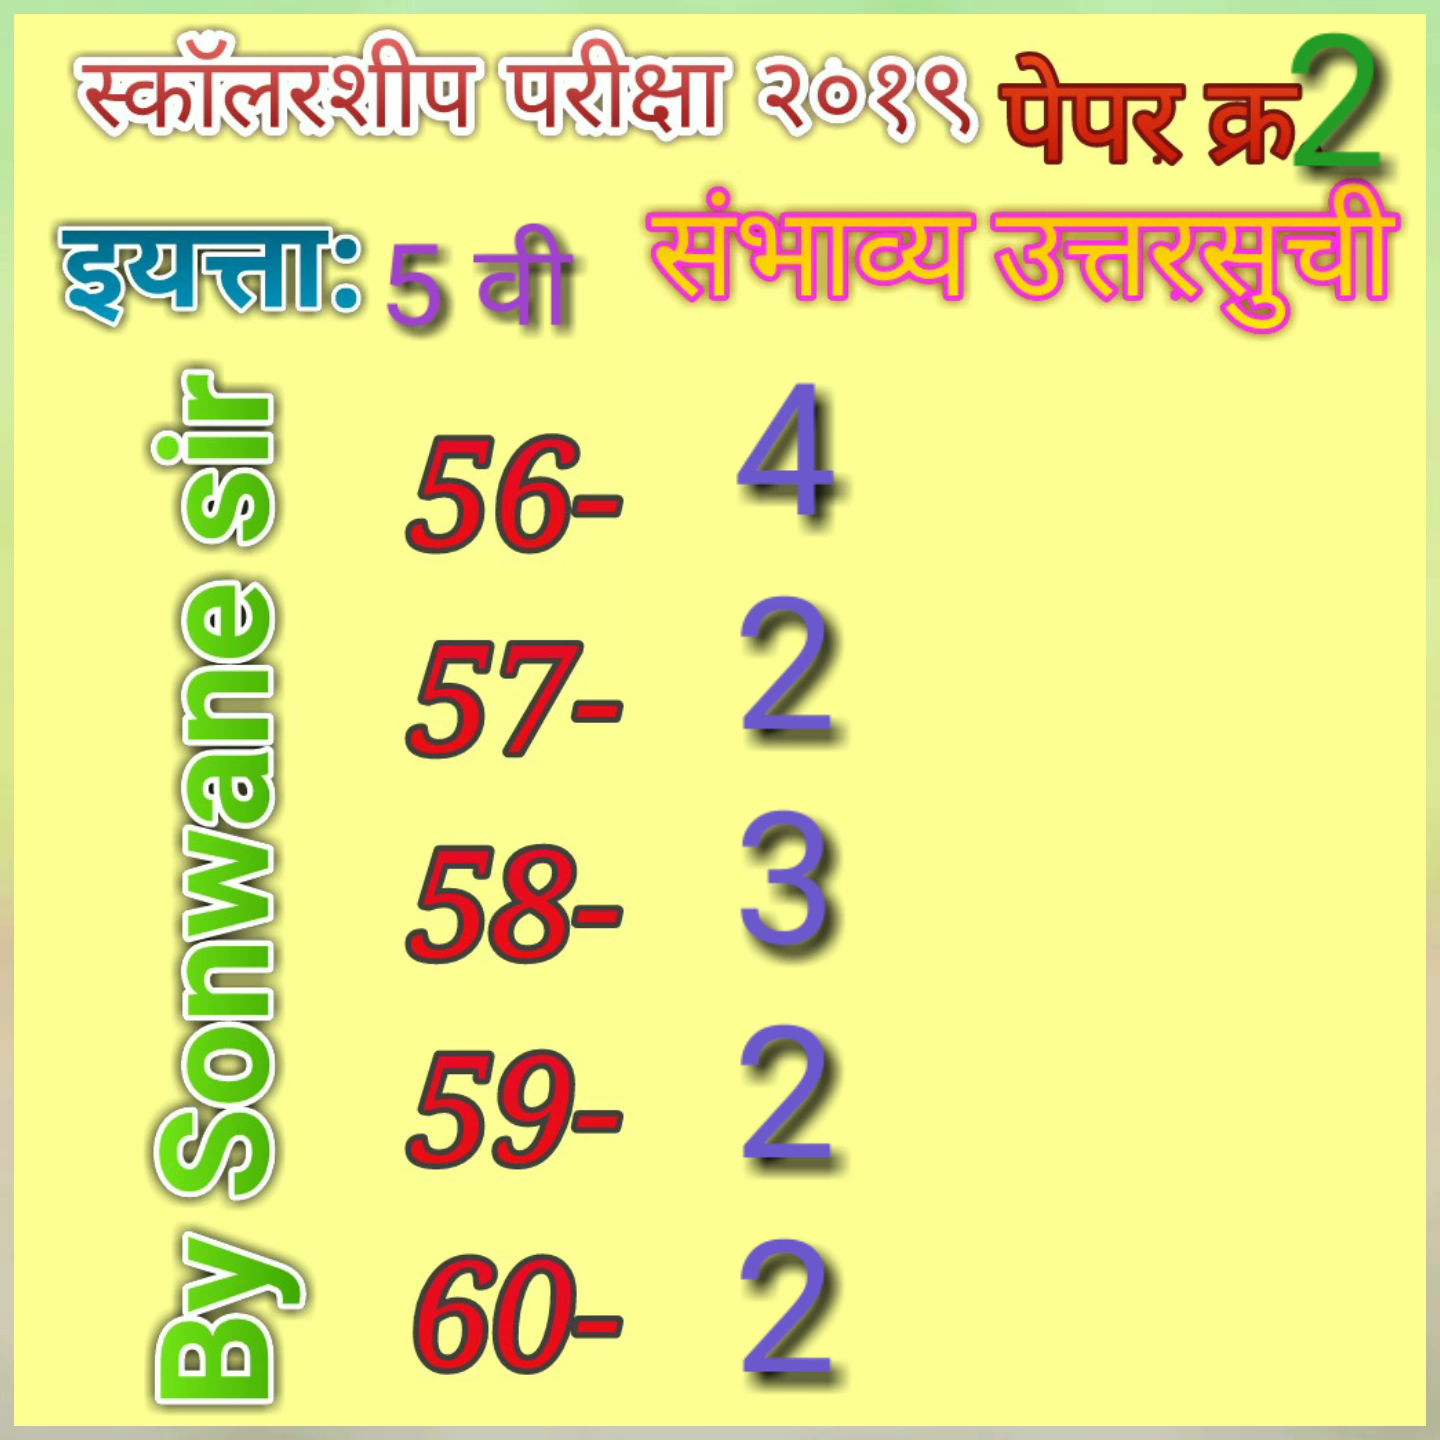 स्कॉलरशीप परीक्षा २०१९ पेपर क्र2
इयत्ता: 5 वी संभाव्य उत्तरसुची
By Sonwane sir
56- 4
57- 2
58- 3
59- 2
60- 2